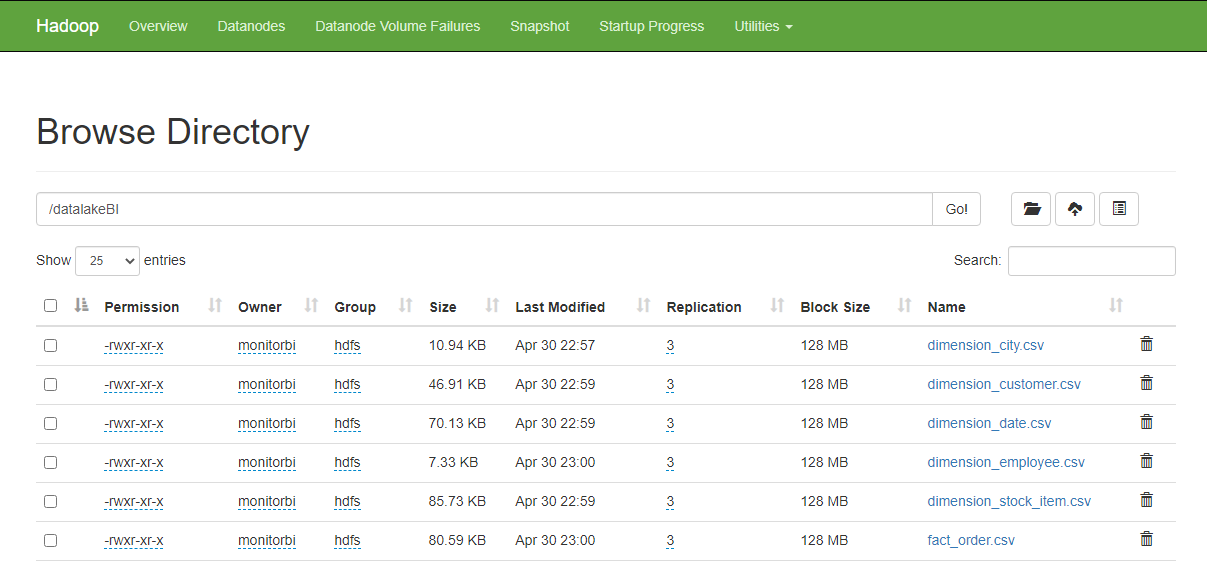 Hadoop Overview Datanodes Datanode Volume Failures Snapshot Startup Progress Utilities
Browse Directory
/datalakeBI Go!
Show 25 entries Search:
Permission Owner Group Size Last Modified Replication Block Size Name
-rwxr-xr-x monitorbi hdfs 10.94 KB Apr 30 22:57 3 128 MB dimension_city.csv
-rwxr-xr-x monitorbi hdfs 46.91 KB Apr 30 22:59 3 128 MB dimension_customer.csv
-rwxr-xr-x monitorbi hdfs 70.13 KB Apr 30 22:59 3 128 MB dimension_date.csv
-rwxr-xr-x monitorbi hdfs 7.33 KB Apr 30 23:00 3 128 MB dimension_employee.csv
-rwxr-xr-x monitorbi hdfs 85.73 KB Apr 30 22:59 3 128 MB dimension_stock_item.csv
-rwxr-xr-x monitorbi hdfs 80.59 KB Apr 30 23:00 3 128 MB fact_order.csv